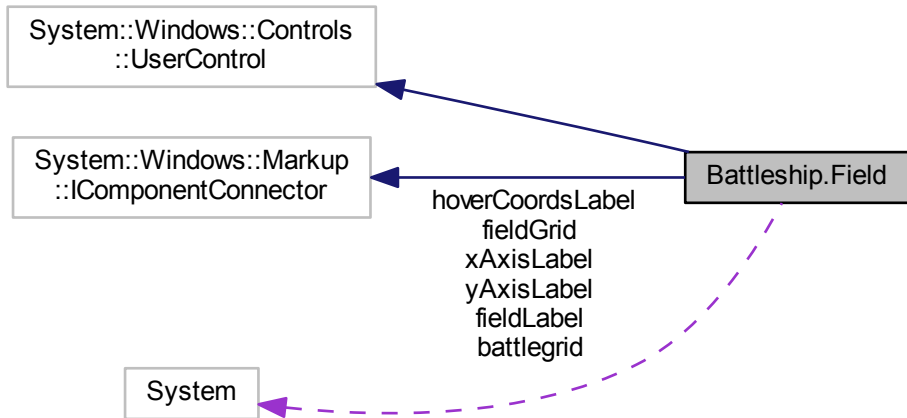 System::Windows::Controls
::UserControl
System::Windows::Markup
::IComponentConnector
Battleship.Field
hoverCoordsLabel
fieldGrid
xAxisLabel
yAxisLabel
fieldLabel
battlegrid
System